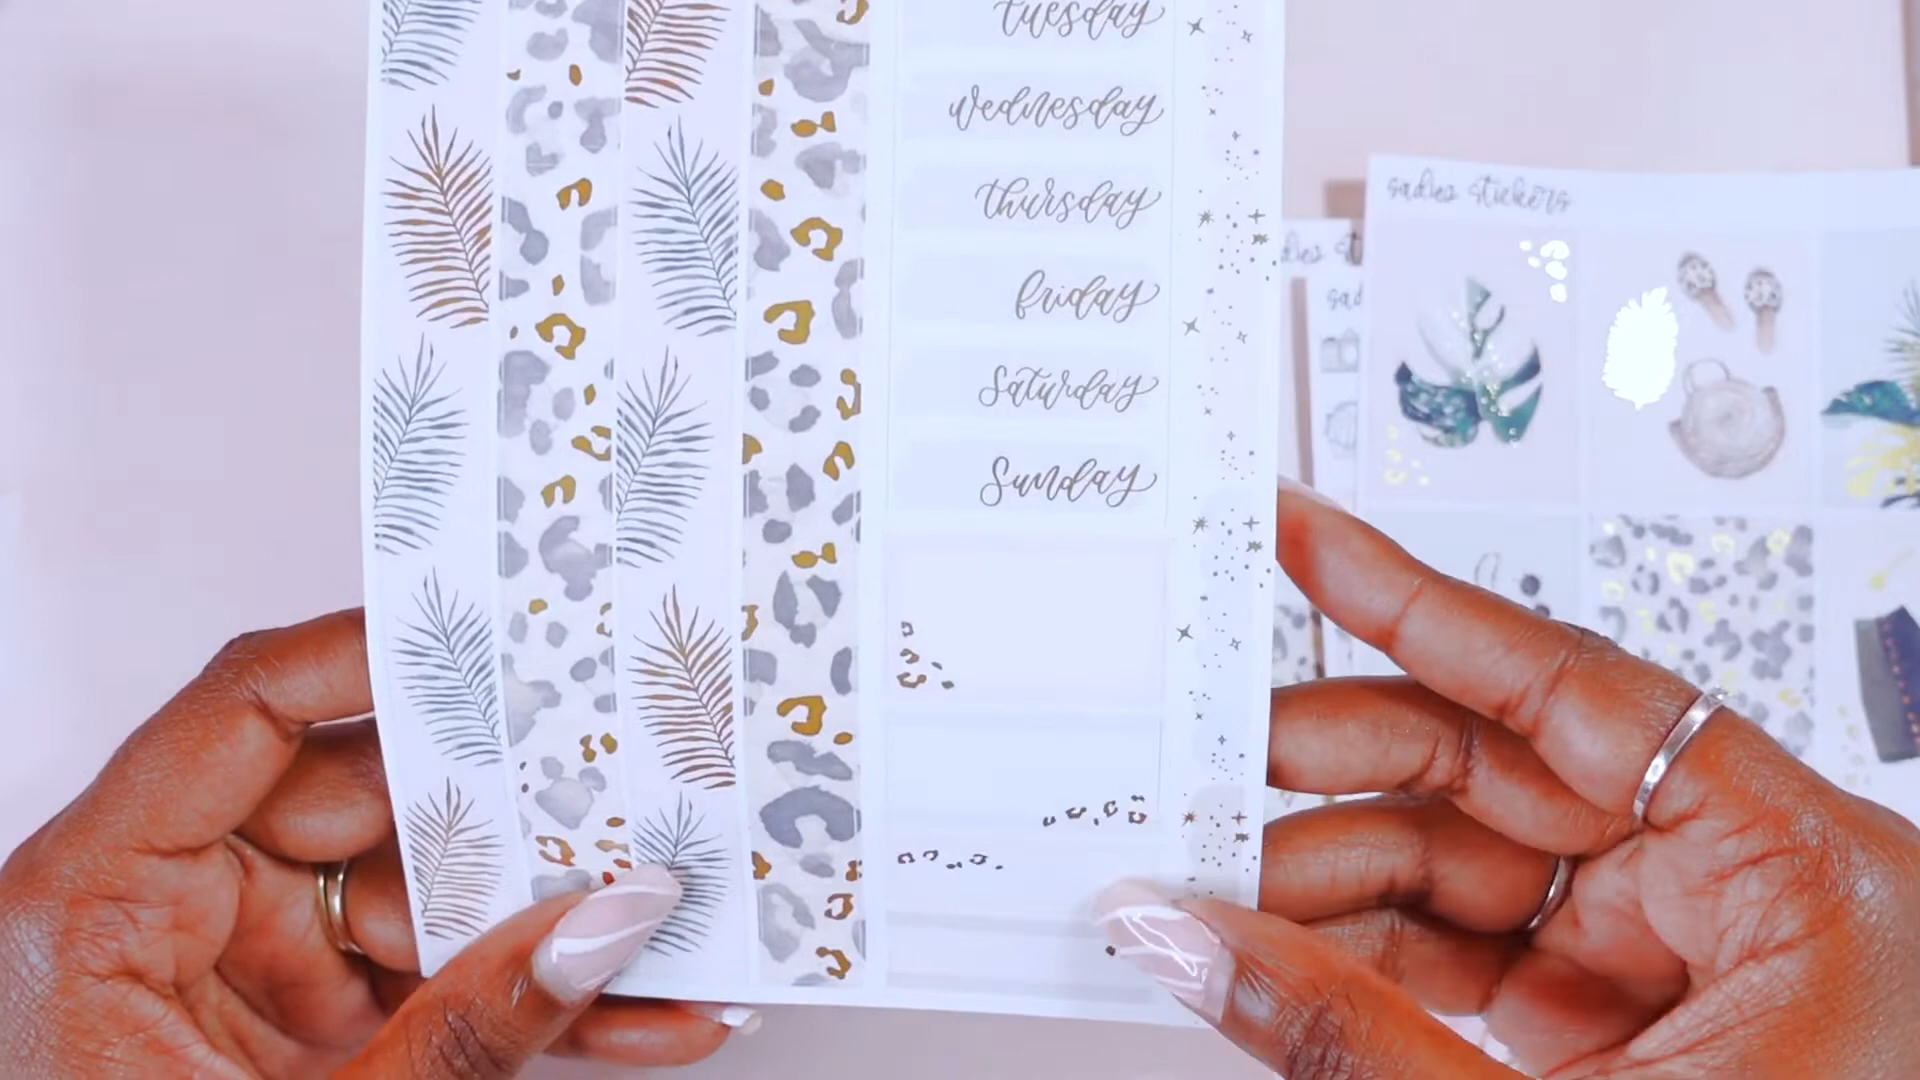 tuesday
wednesday
thursday
friday
saturday
Sunday
sadies stickers